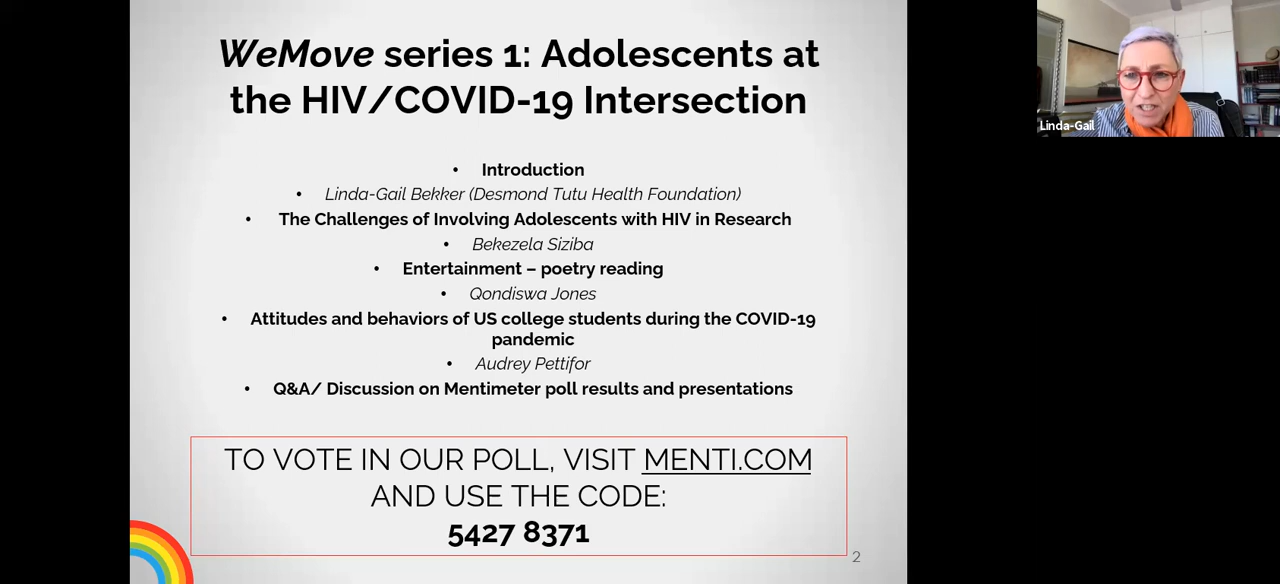 WeMove series 1: Adolescents at
the HIV/COVID-19 Intersection
• Introduction
• Linda-Gail Bekker (Desmond Tutu Health Foundation)
• The Challenges of Involving Adolescents with HIV in Research
• Bekezela Siziba
• Entertainment – poetry reading
• Qondiswa Jones
• Attitudes and behaviors of US college students during the COVID-19
pandemic
• Audrey Pettifor
• Q&A/ Discussion on Mentimeter poll results and presentations
TO VOTE IN OUR POLL, VISIT MENTI.COM
AND USE THE CODE:
5427 8371
2
Linda-Gail